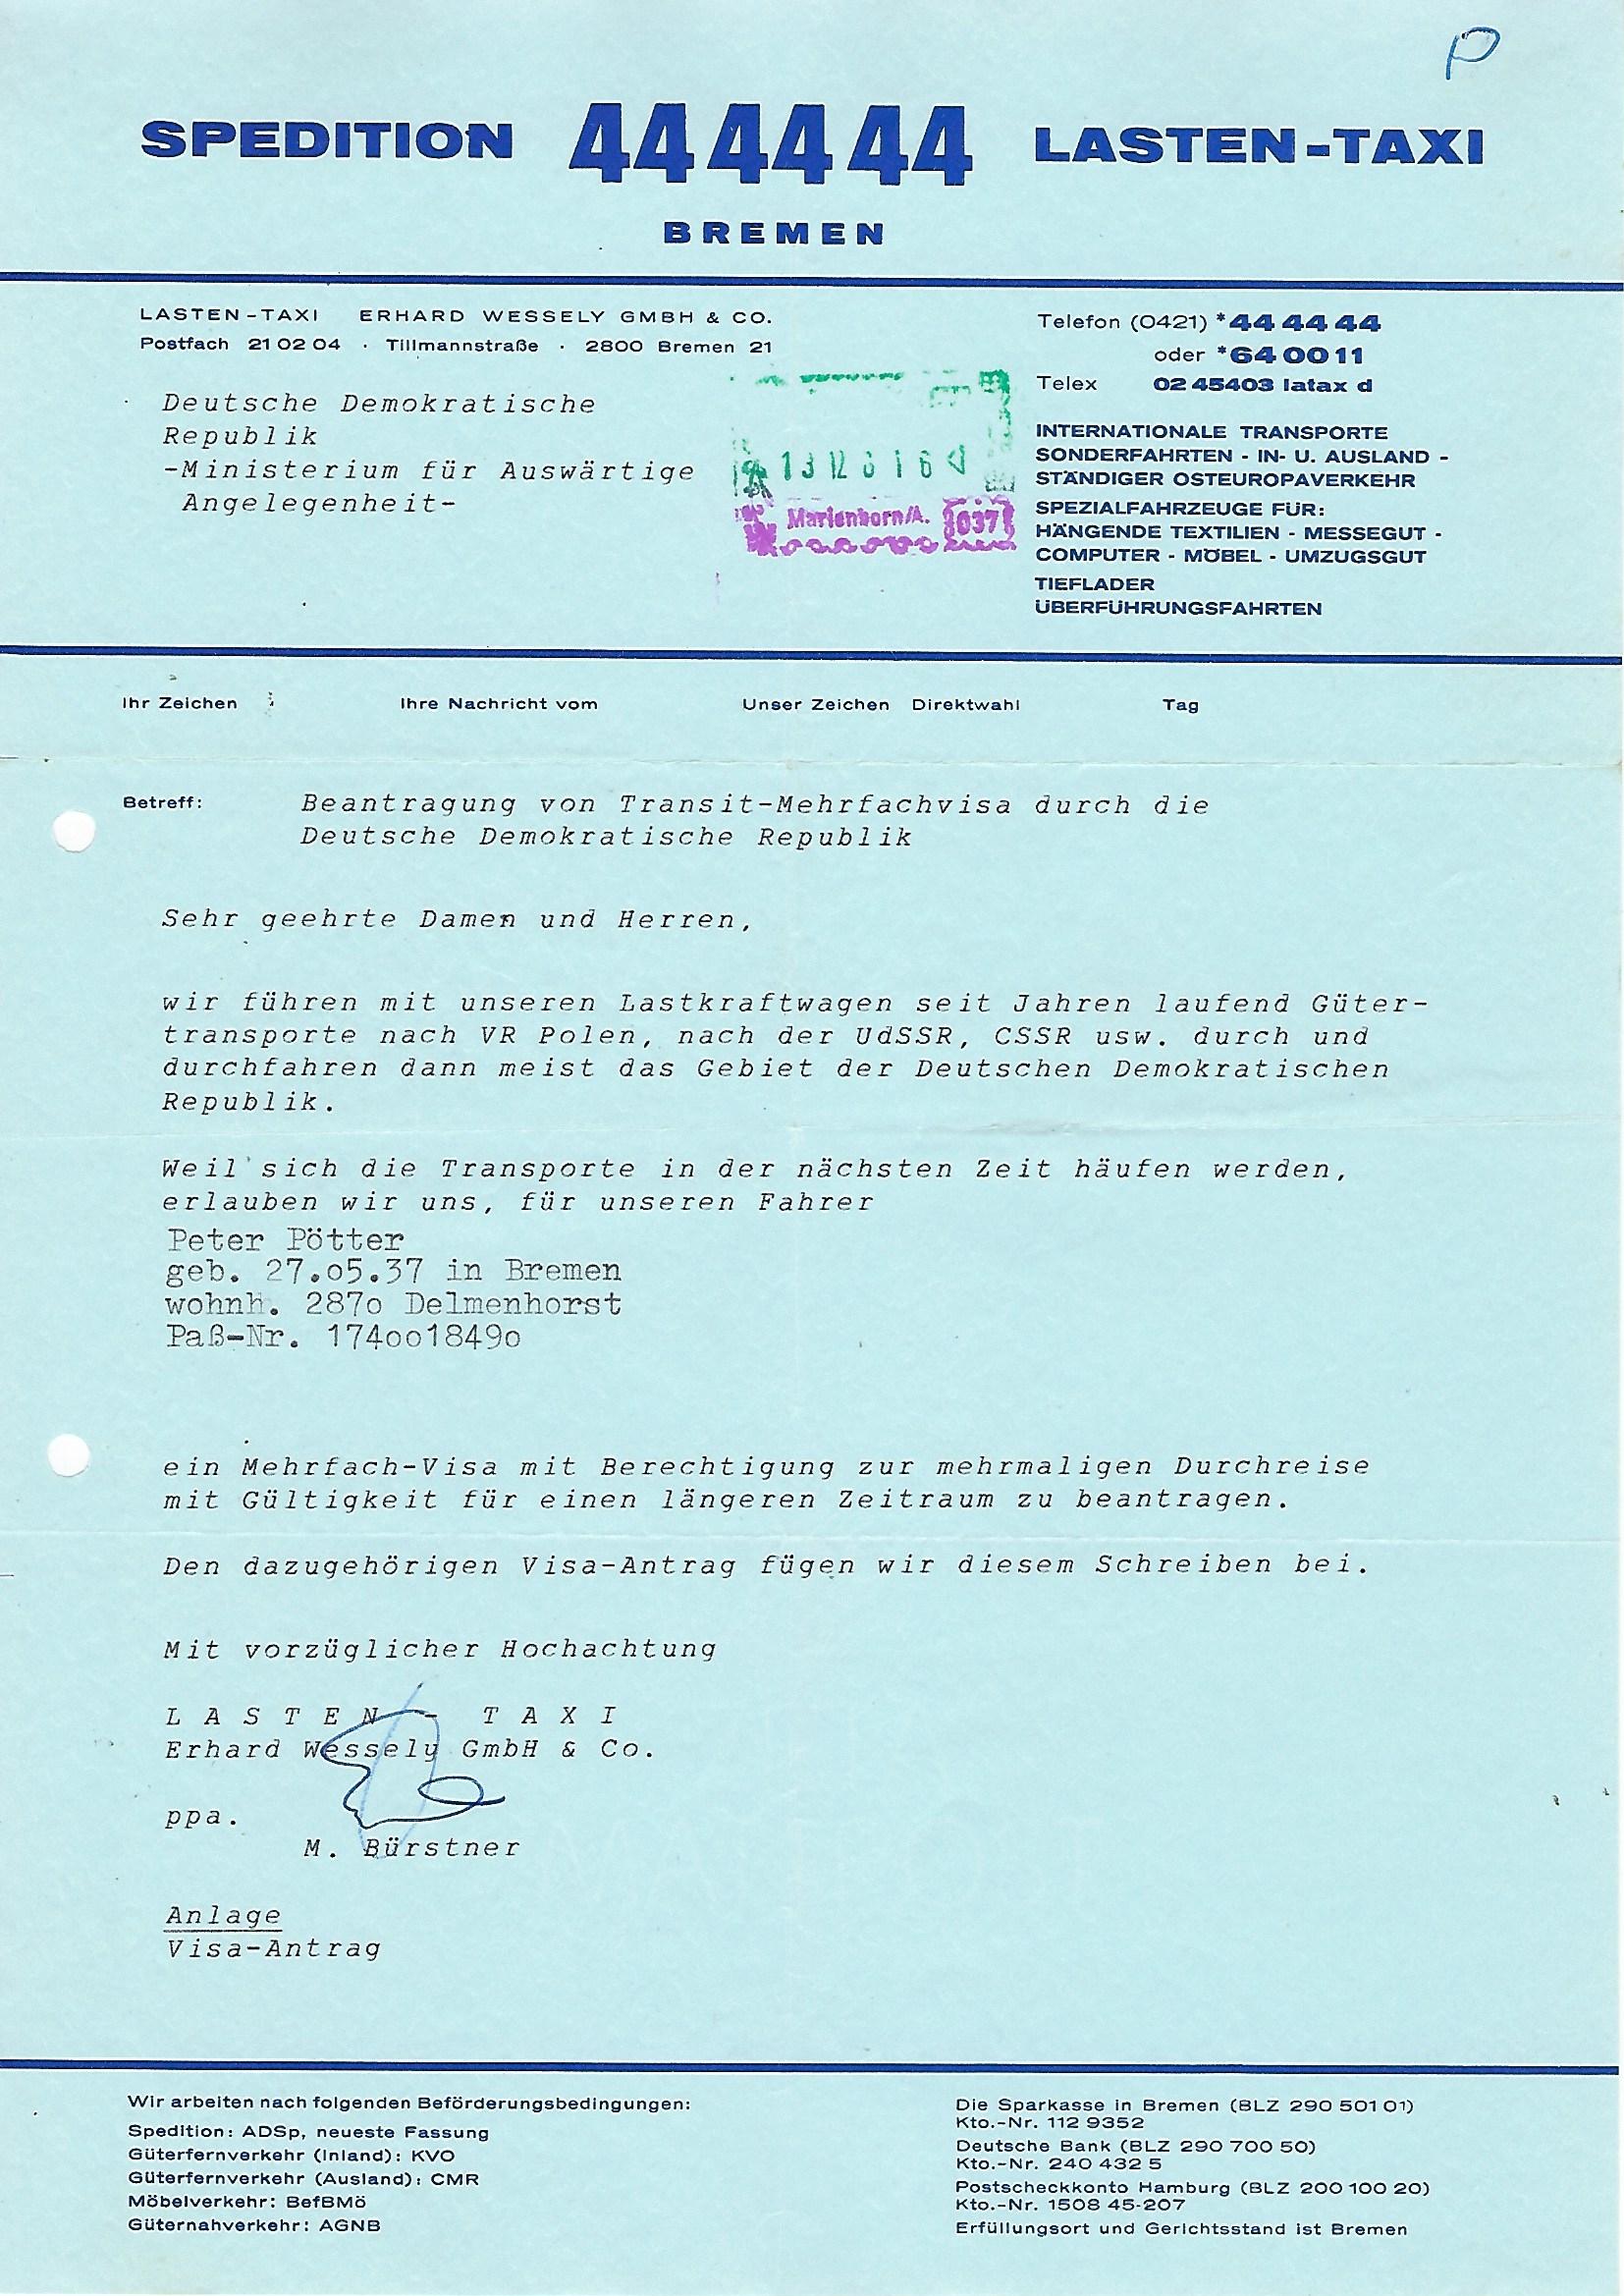 P
SPEDITION 44 44 44 LASTEN-TAXI
BREMEN
LASTEN-TAXI ERHARD WESSELY GMBH & CO.
Postfach 21 02 04 · Tillmannstraße · 2800 Bremen 21
Deutsche Demokratische
Republik
-Ministerium für Auswärtige
Angelegenheit-
Marienborn/A. 037
Telefon (0421) *44 44 44
oder *64 00 11
Telex 02 45403 latax d
INTERNATIONALE TRANSPORTE
SONDERFAHRTEN - IN- U. AUSLAND -
STÄNDIGER OSTEUROPAVERKEHR
SPEZIALFAHRZEUGE FÜR:
HÄNGENDE TEXTILIEN - MESSEGUT -
COMPUTER - MÖBEL - UMZUGSGUT
TIEFLADER
ÜBERFÜHRUNGSFAHRTEN
Ihr Zeichen Ihre Nachricht vom Unser Zeichen Direktwahl Tag
Betreff: Beantragung von Transit-Mehrfachvisa durch die
Deutsche Demokratische Republik
Sehr geehrte Damen und Herren,
wir führen mit unseren Lastkraftwagen seit Jahren laufend Güter-
transporte nach VR Polen, nach der UdSSR, CSSR usw. durch und
durchfahren dann meist das Gebiet der Deutschen Demokratischen
Republik.
Weil sich die Transporte in der nächsten Zeit häufen werden,
erlauben wir uns, für unseren Fahrer
Peter Pötter
geb. 27.o5.37 in Bremen
wohnh. 287o Delmenhorst
Paß-Nr. 174oo1849o
ein Mehrfach-Visa mit Berechtigung zur mehrmaligen Durchreise
mit Gültigkeit für einen längeren Zeitraum zu beantragen.
Den dazugehörigen Visa-Antrag fügen wir diesem Schreiben bei.
Mit vorzüglicher Hochachtung
L A S T E N - T A X I
Erhard Wessely GmbH & Co.
ppa.
M. Bürstner
Anlage
Visa-Antrag
Wir arbeiten nach folgenden Beförderungsbedingungen:
Spedition: ADSp, neueste Fassung
Güterfernverkehr (Inland): KVO
Güterfernverkehr (Ausland): CMR
Möbelverkehr: BefBMö
Güternahverkehr: AGNB
Die Sparkasse in Bremen (BLZ 290 501 01)
Kto.-Nr. 112 9352
Deutsche Bank (BLZ 290 700 50)
Kto.-Nr. 240 432 5
Postscheckkonto Hamburg (BLZ 200 100 20)
Kto.-Nr. 1508 45-207
Erfüllungsort und Gerichtsstand ist Bremen